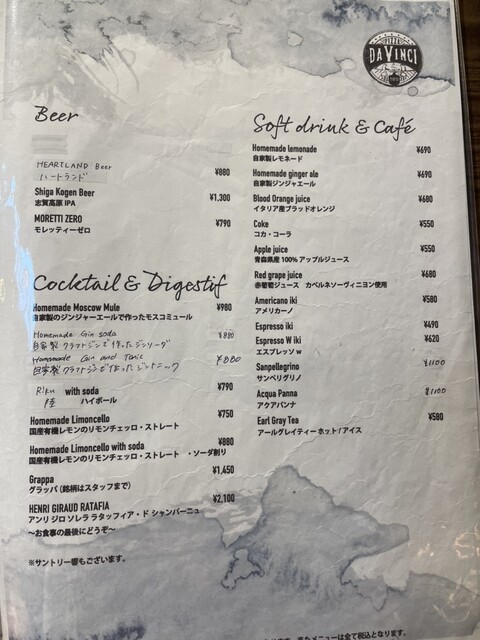 PIZZA
DAVINCI
Beer
HEARTLAND Beer ¥880
ハートランド
Shiga Kogen Beer ¥1,300
志賀高原 IPA
MORETTI ZERO ¥790
モレッティーゼロ
Cocktail & Digestif
Homemade Moscow Mule ¥980
自家製のジンジャーエールで作ったモスコミュール
Homemade Gin soda ¥880
自家製クラフトジンで作ったジンソーダ
Homemade Gin and Tonic ¥880
自家製クラフトジンで作ったジントニック
Riku with soda ¥790
陸 ハイボール
Homemade Limoncello ¥750
国産有機レモンのリモンチェッロ・ストレート
Homemade Limoncello with soda ¥880
国産有機レモンのリモンチェッロ・ストレート ・ソーダ割り
Grappa ¥1,450
グラッパ (銘柄はスタッフまで)
HENRI GIRAUD RATAFIA ¥2,100
アンリ ジロ ソレラ ラタッフィア・ド シャンパーニュ
〜お食事の最後にどうぞ〜
※サントリー響もございます。
Soft drink & Café
Homemade lemonade ¥690
自家製レモネード
Homemade ginger ale ¥690
自家製ジンジャエール
Blood Orange juice ¥680
イタリア産ブラッドオレンジ
Coke ¥550
コカ・コーラ
Apple juice ¥550
青森県産 100% アップルジュース
Red grape juice ¥680
赤葡萄ジュース カベルネソーヴィニヨン使用
Americano iki ¥580
アメリカーノ
Espresso iki ¥490
Espresso W iki ¥620
エスプレッソ w
Sanpellegrino ¥1100
サンペリグリノ
Acqua Panna ¥1100
アクアパンナ
Earl Gray Tea ¥580
アールグレイティー ホット / アイス
メニューは全て税込となります。